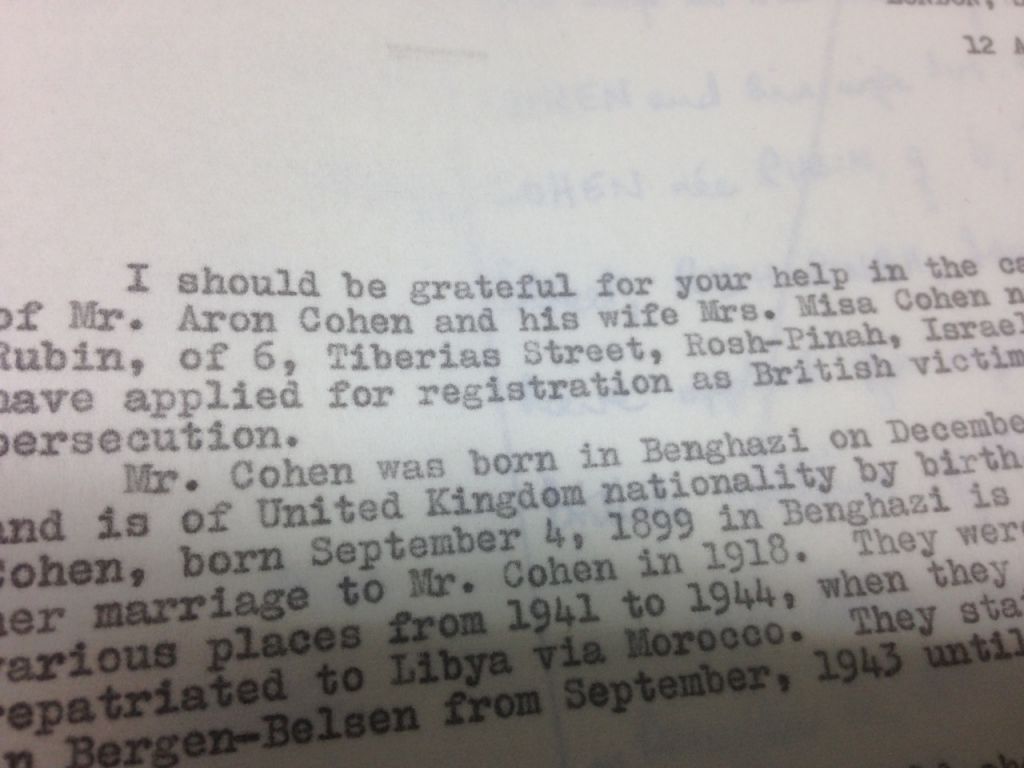 LONDON,
12 A
I should be grateful for your help in the ca
of Mr. Aron Cohen and his wife Mrs. Misa Cohen n
Rubin, of 6, Tiberias Street, Rosh-Pinah, Israel
have applied for registration as British victim
persecution.
Mr. Cohen was born in Benghazi on Decembe
and is of United Kingdom nationality by birth
Cohen, born September 4, 1899 in Benghazi is
her marriage to Mr. Cohen in 1918. They were
various places from 1941 to 1944, when they
repatriated to Libya via Morocco. They sta
in Bergen-Belsen from September, 1943 until